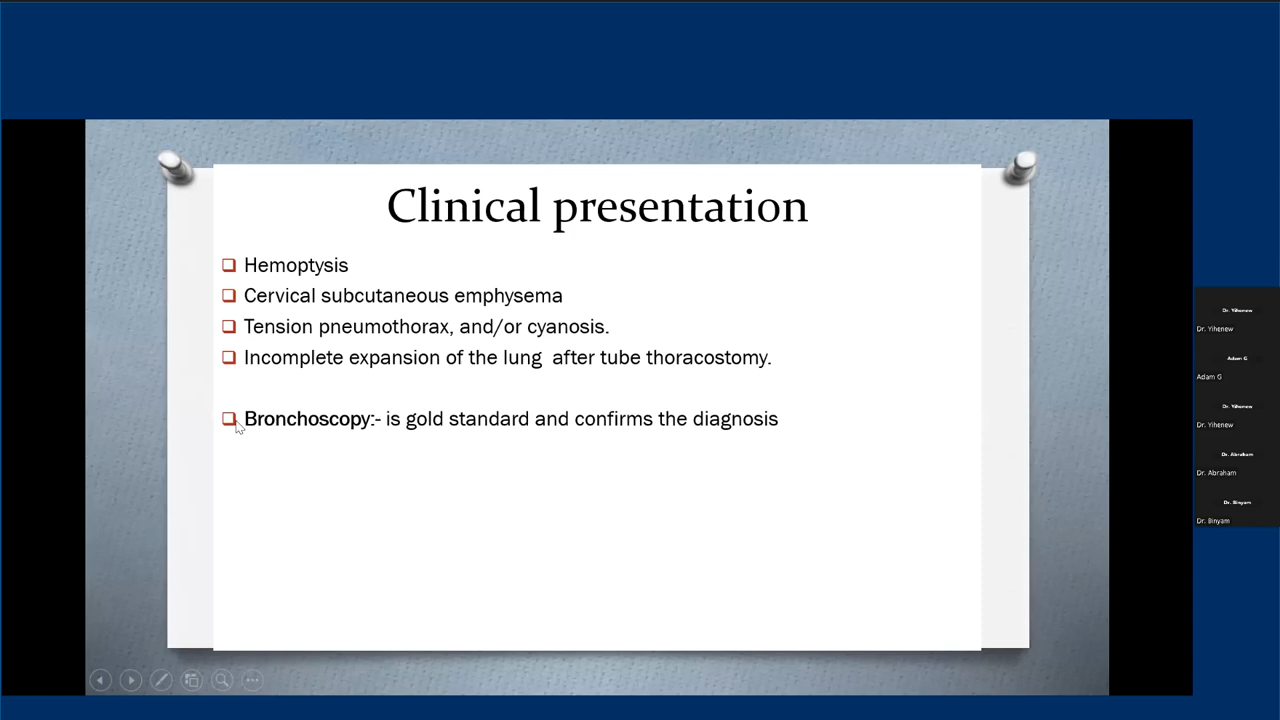 Clinical presentation
Hemoptysis
Cervical subcutaneous emphysema
Tension pneumothorax, and/or cyanosis.
Incomplete expansion of the lung  after tube thoracostomy.
Bronchoscopy:- is gold standard and confirms the diagnosis
Dr. Yihenew
Dr. Yihenew
Adam G
Adam G
Dr. Yihenew
Dr. Yihenew
Dr. Abraham
Dr. Abraham
Dr. Binyam
Dr. Binyam